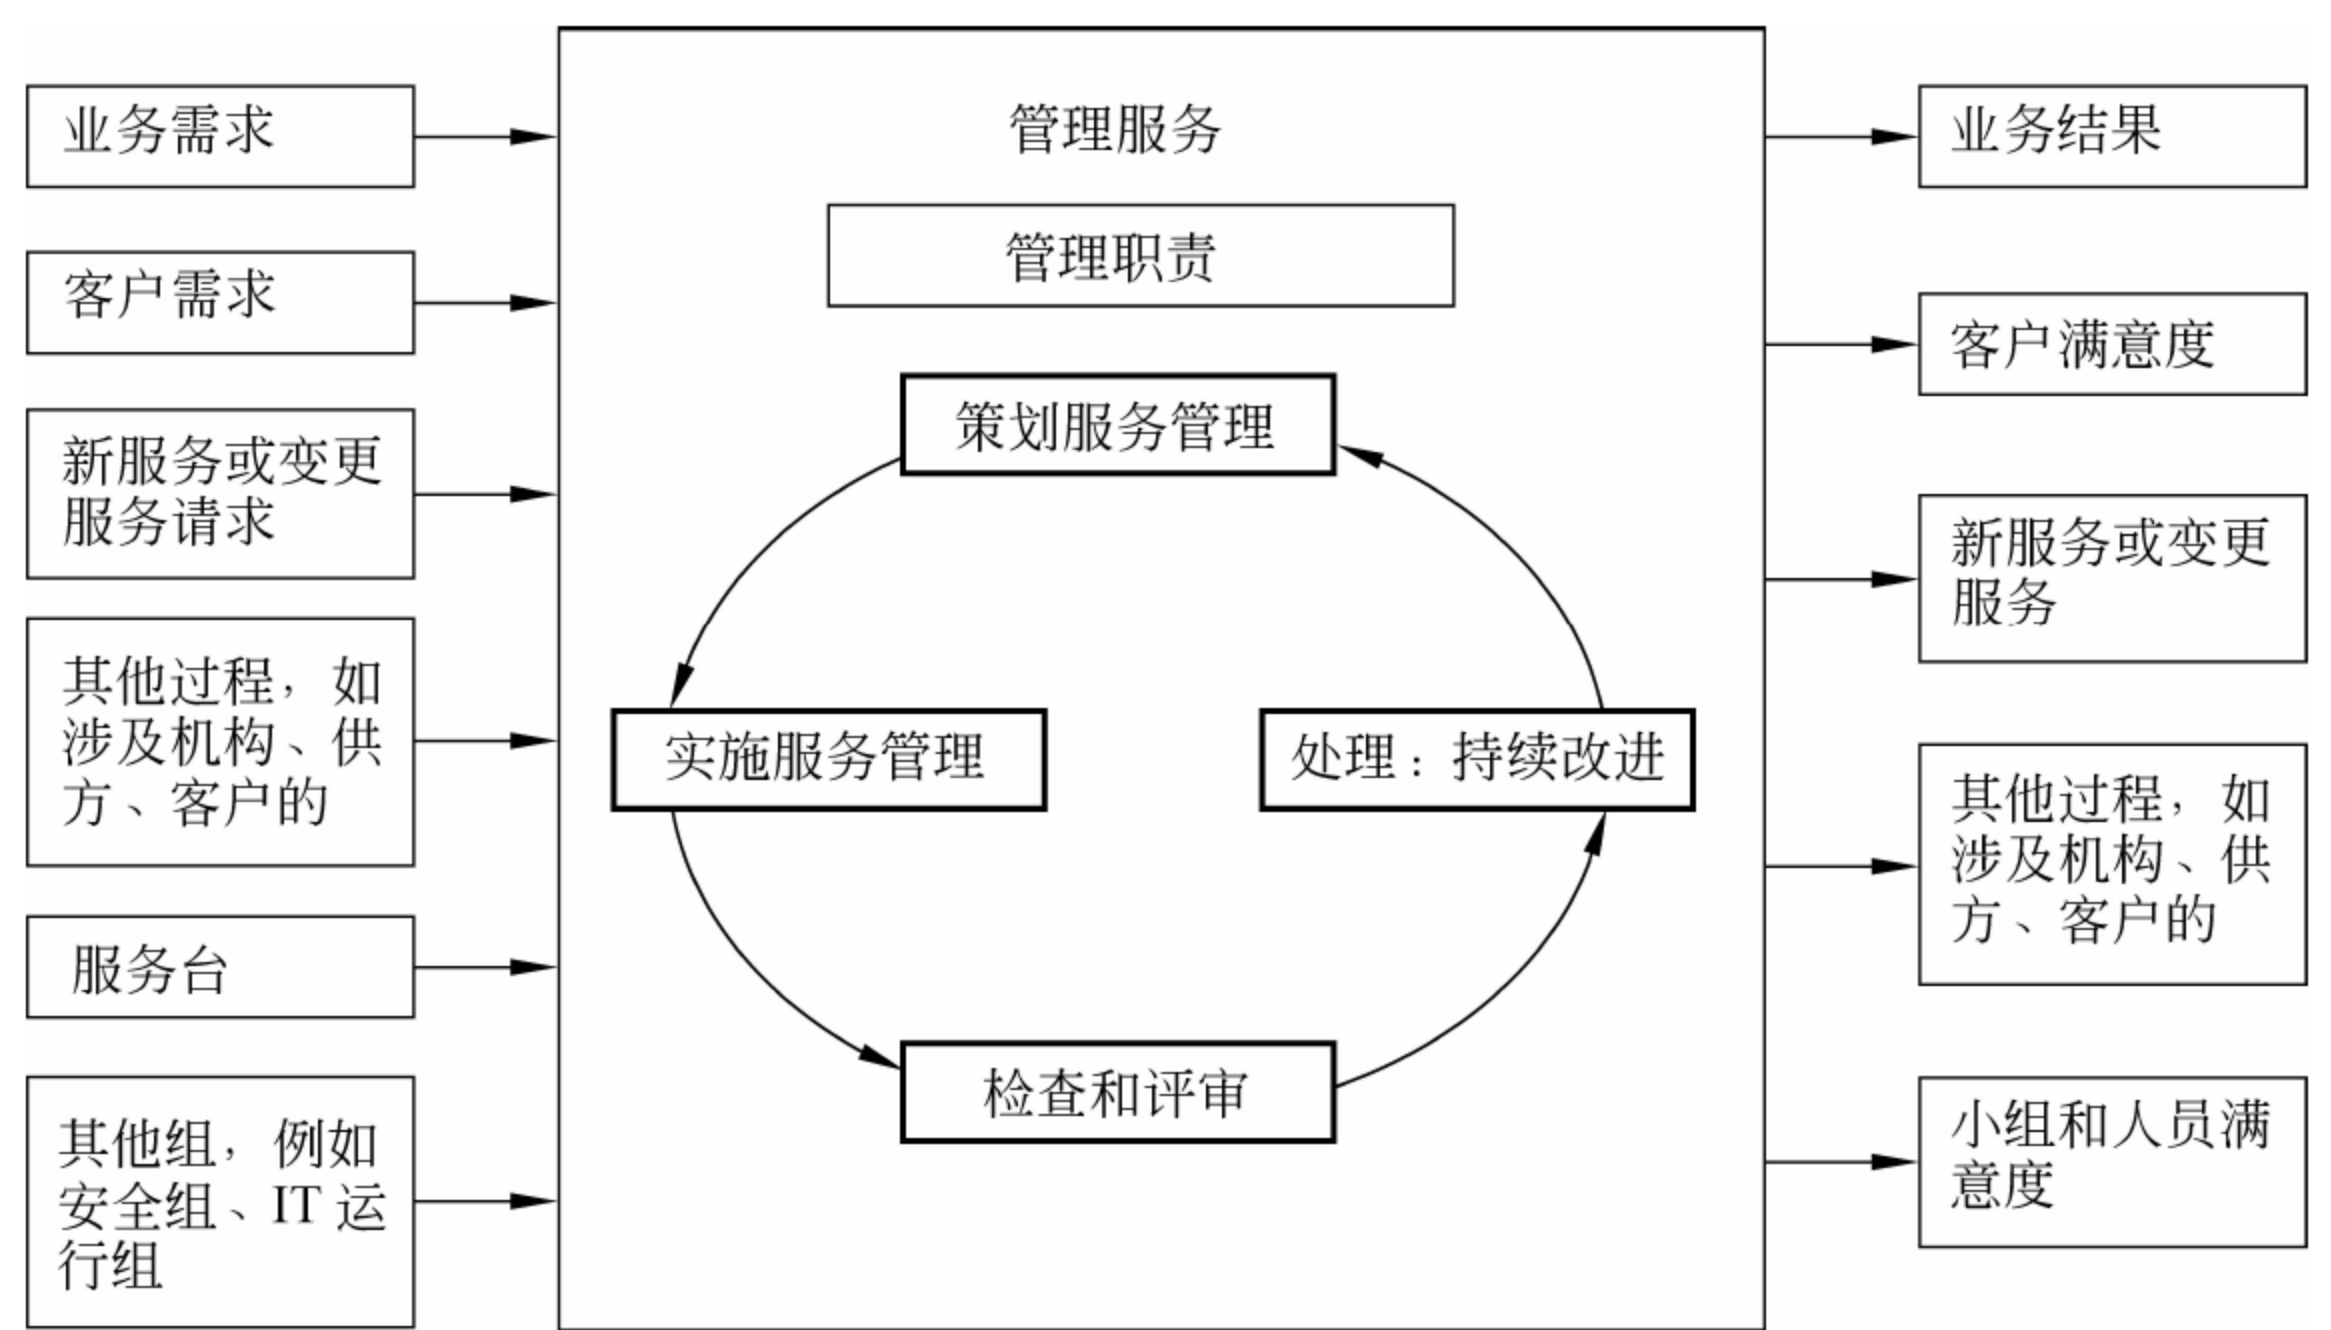 业务需求
客户需求
新服务或变更
服务请求
其他过程，如
涉及机构、供
方、客户的
服务台
其他组，例如
安全组、IT 运
行组
管理服务
管理职责
策划服务管理
实施服务管理
处理：持续改进
检查和评审
业务结果
客户满意度
新服务或变更
服务
其他过程，如
涉及机构、供
方、客户的
小组和人员满
意度